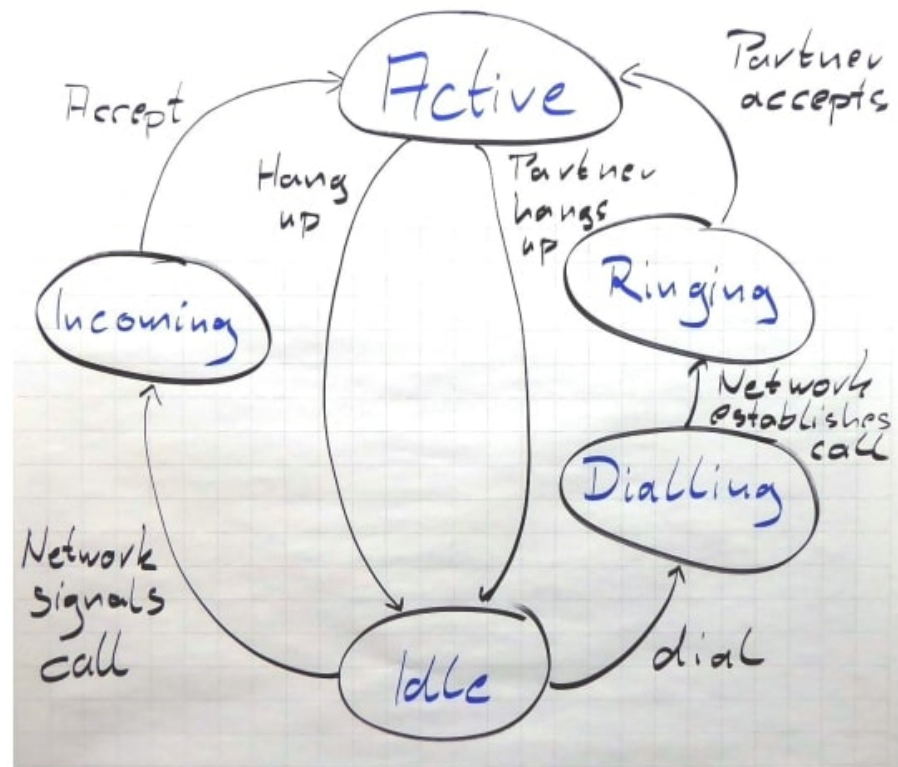 Active
Partner
accepts
Accept
Hang
up
Partner
hangs
up
Incoming
Ringing
Network
establishes
call
Dialling
Network
signals
call
dial
Idle